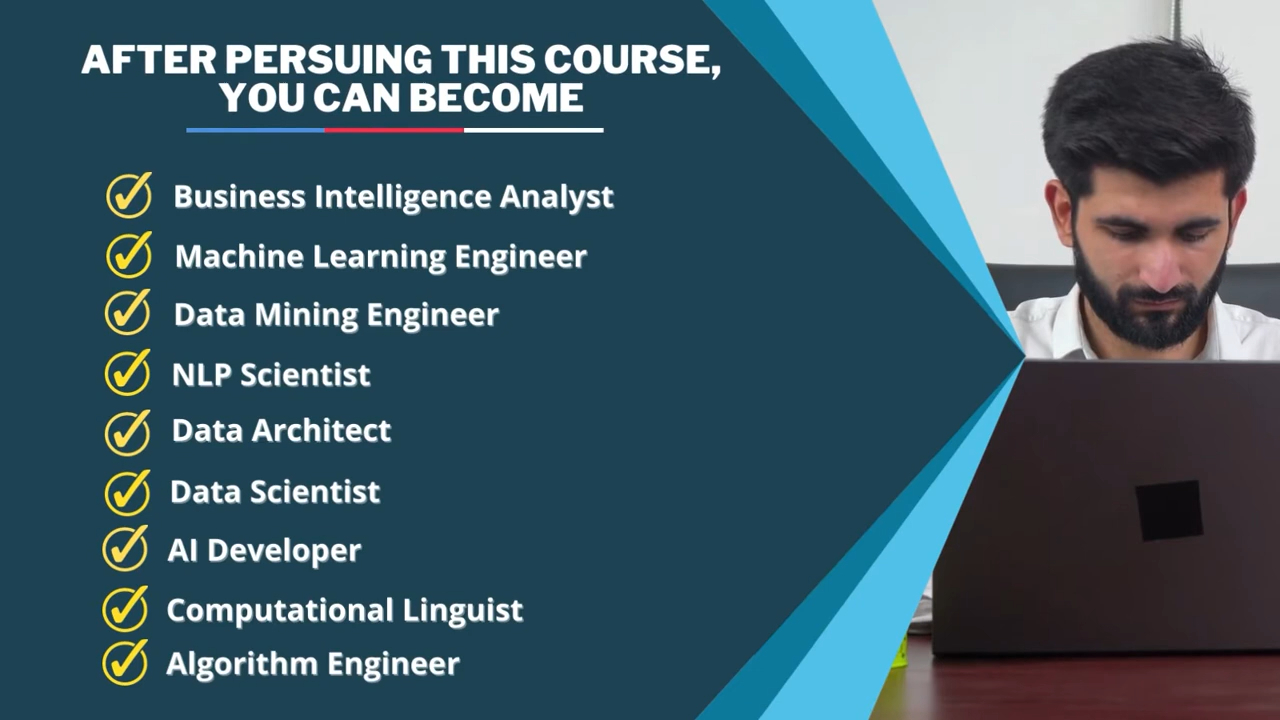 AFTER PERSUING THIS COURSE,
YOU CAN BECOME
Business Intelligence Analyst
Machine Learning Engineer
Data Mining Engineer
NLP Scientist
Data Architect
Data Scientist
AI Developer
Computational Linguist
Algorithm Engineer